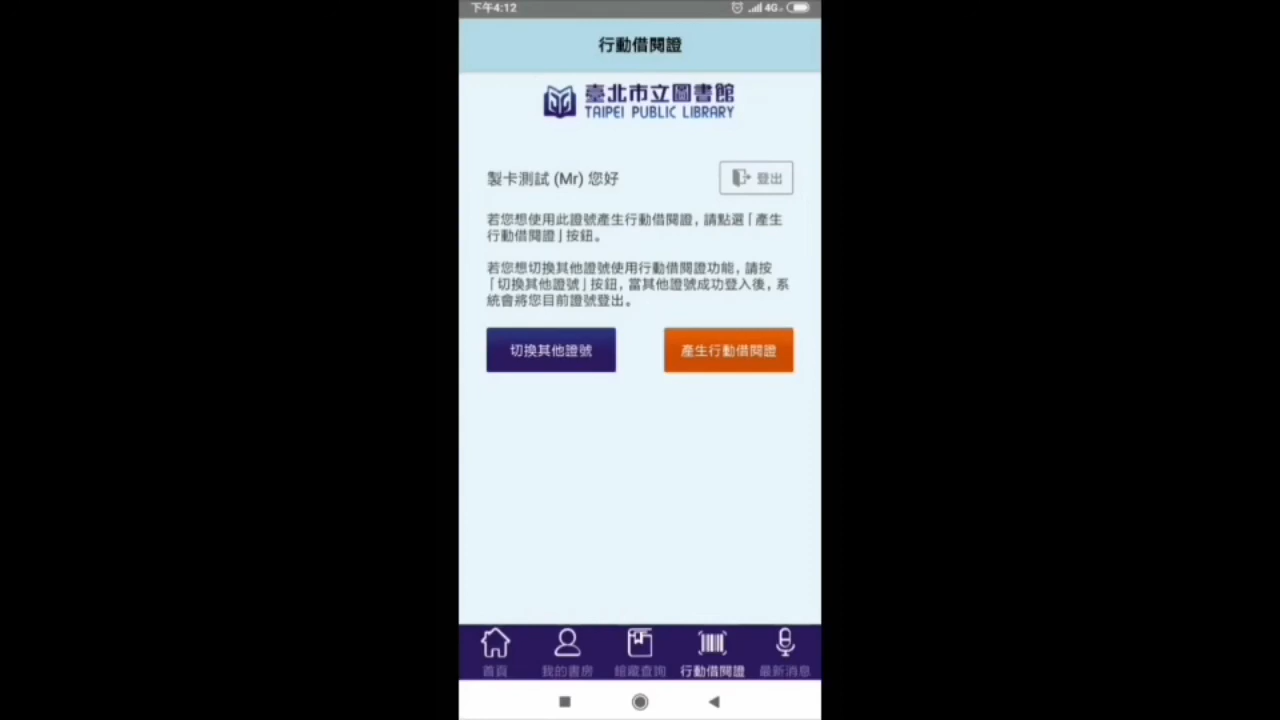 下午4:12
4G
行動借閱證
臺北市立圖書館
TAIPEI PUBLIC LIBRARY
製卡測試 (Mr) 您好
登出
若您想使用此證號產生行動借閱證，請點選「產生
行動借閱證」按鈕。
若您想切換其他證號使用行動借閱證功能，請按
「切換其他證號」按鈕，當其他證號成功登入後，系
統會將您目前證號登出。
切換其他證號
產生行動借閱證
首頁
我的書房
館藏查詢
行動借閱證
最新消息